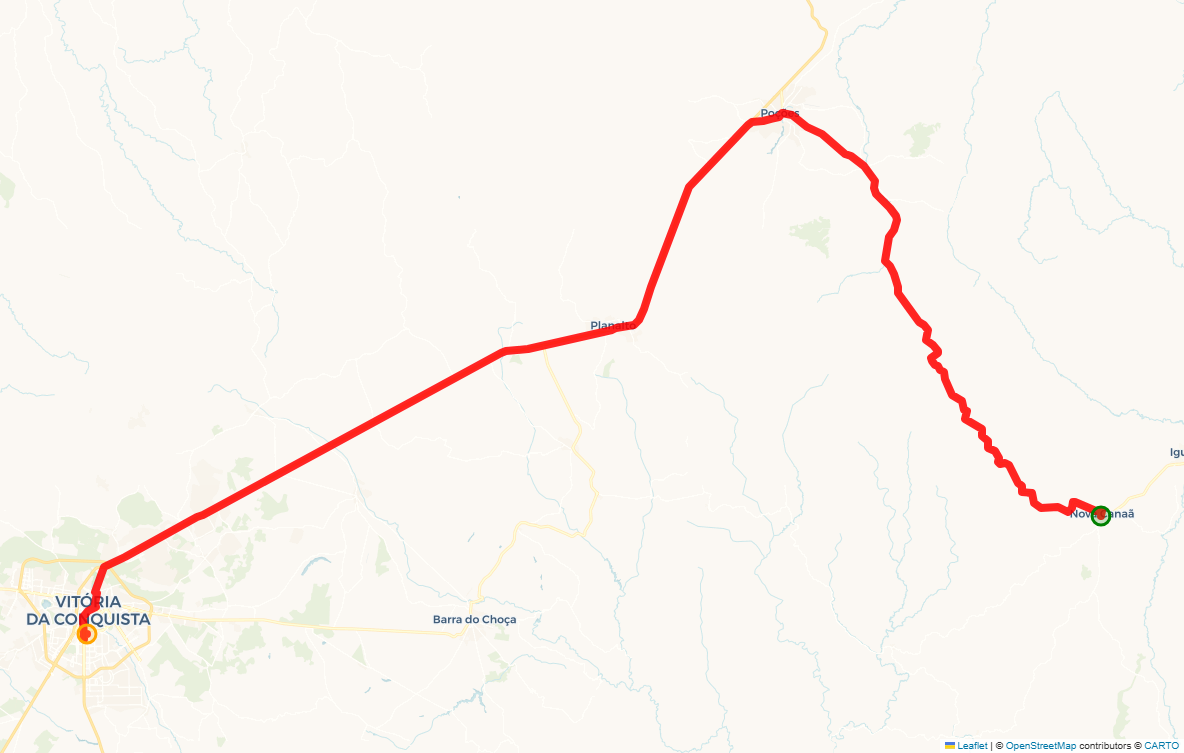 Poções
Planalto
Igu
Nova Canaã
VITÓRIA
DA CONQUISTA
Barra do Choça
Leaflet | © OpenStreetMap contributors © CARTO